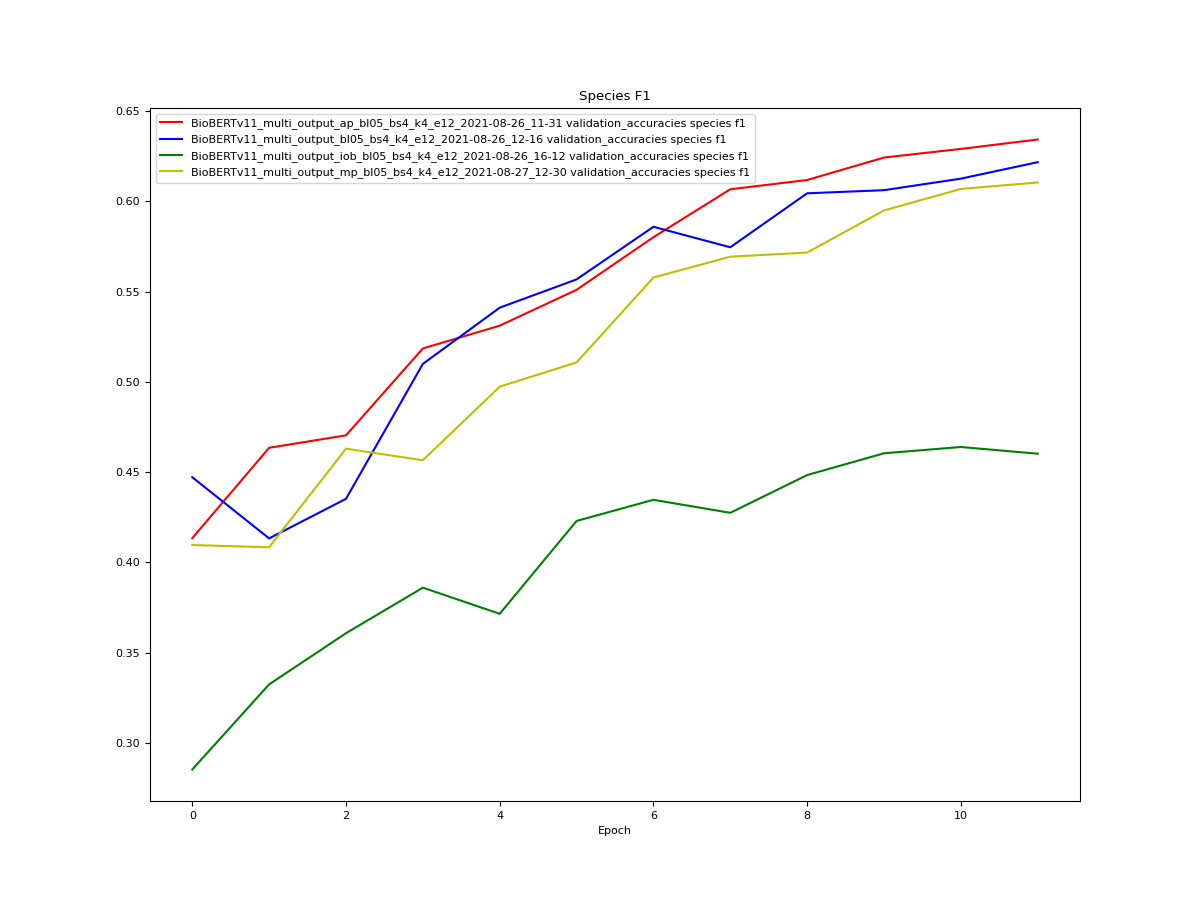 Species F1
0.65
BioBERTv11_multi_output_ap_bl05_bs4_k4_e12_2021-08-26_11-31 validation_accuracies species f1
BioBERTv11_multi_output_bl05_bs4_k4_e12_2021-08-26_12-16 validation_accuracies species f1
BioBERTv11_multi_output_iob_bl05_bs4_k4_e12_2021-08-26_16-12 validation_accuracies species f1
BioBERTv11_multi_output_mp_bl05_bs4_k4_e12_2021-08-27_12-30 validation_accuracies species f1
0.60
0.55
0.50
0.45
0.40
0.35
0.30
0 2 4 6 8 10
Epoch